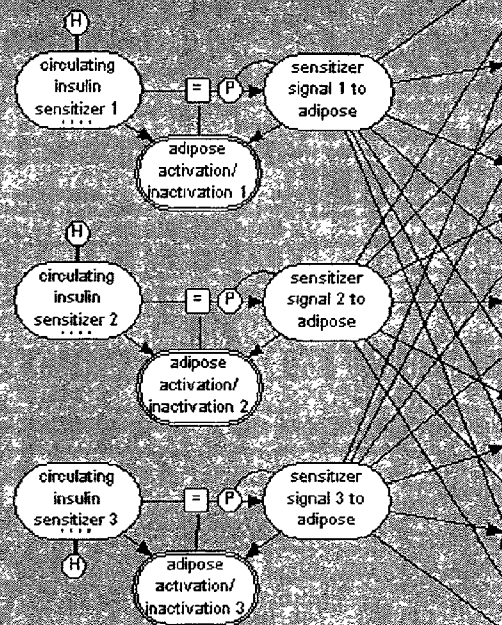 H
circulating
insulin
sensitizer 1
....
=
P
sensitizer
signal 1 to
adipose
adipose
activation/
inactivation 1
H
circulating
insulin
sensitizer 2
....
=
P
sensitizer
signal 2 to
adipose
adipose
activation/
inactivation 2
circulating
insulin
sensitizer 3
....
H
=
P
sensitizer
signal 3 to
adipose
adipose
activation/
inactivation 3